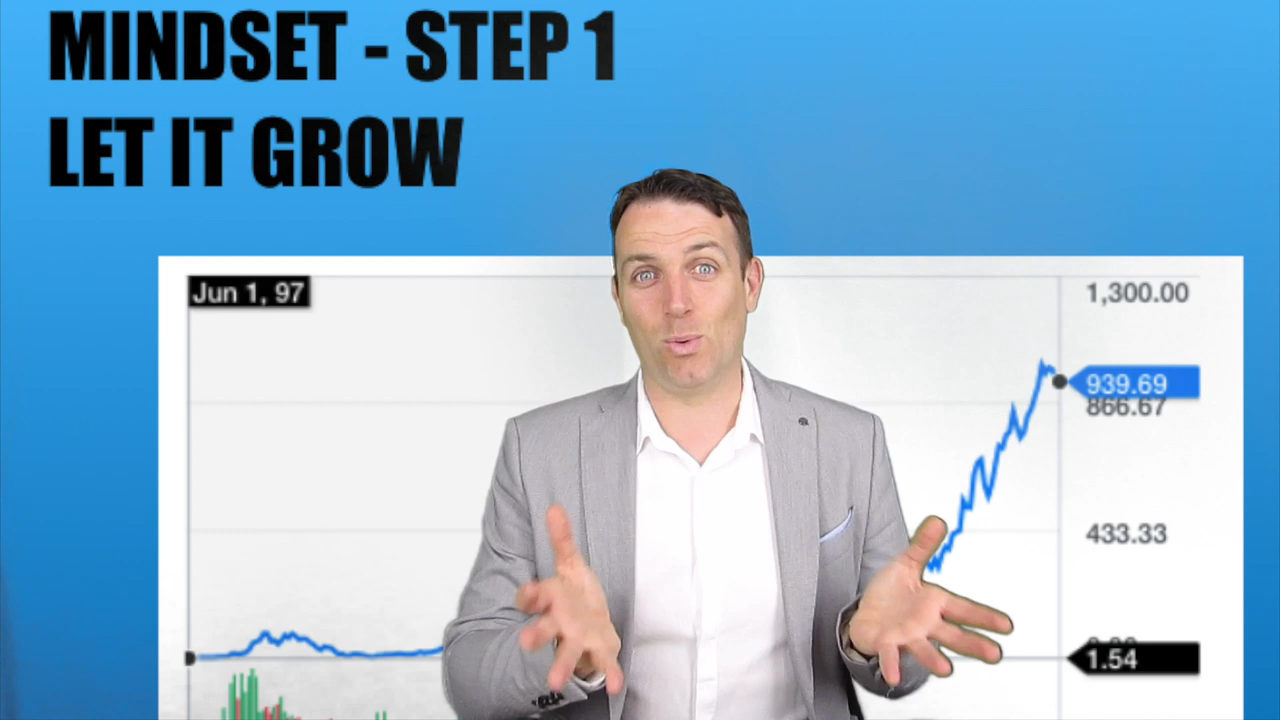 MINDSET - STEP 1
LET IT GROW
Jun 1, 97
1,300.00
939.69
866.67
433.33
1.54